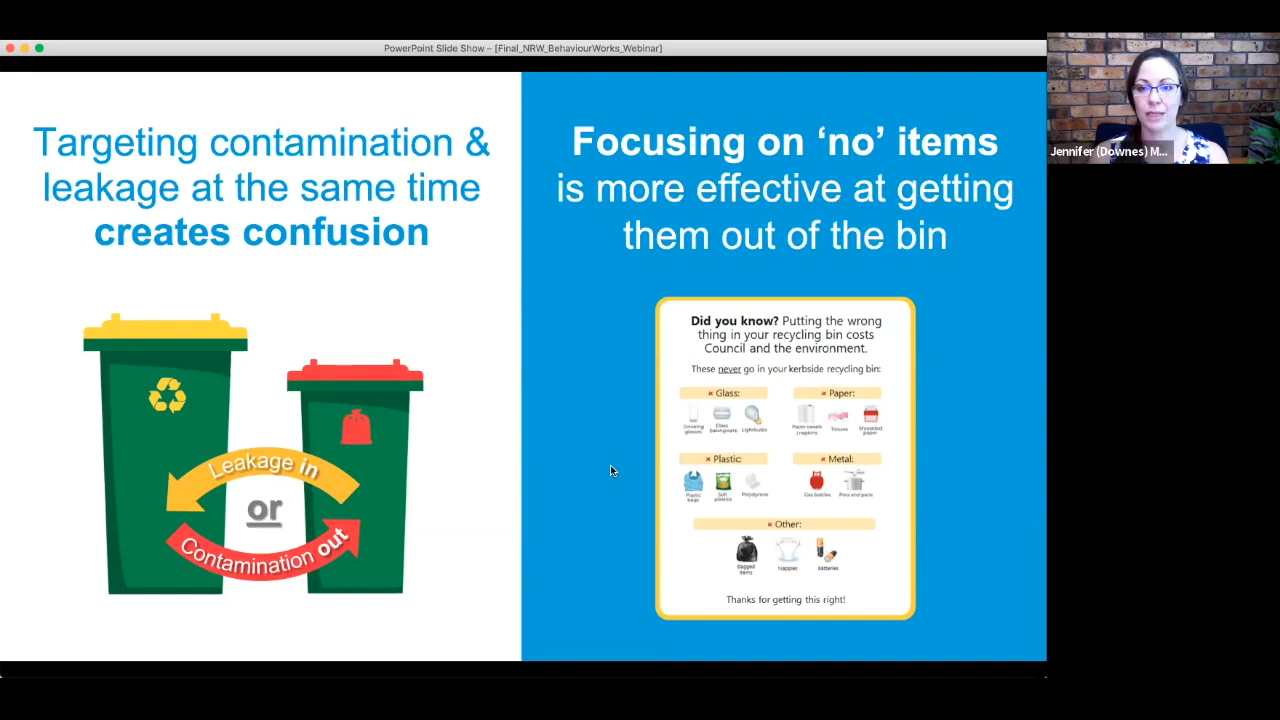 PowerPoint Slide Show – [Final_NRW_BehaviourWorks_Webinar]
Targeting contamination &
leakage at the same time
creates confusion
Leakage in
or
Contamination out
Focusing on ‘no’ items
is more effective at getting
them out of the bin
Did you know? Putting the wrong
thing in your recycling bin costs
Council and the environment.
These never go in your kerbside recycling bin:
× Glass:
Drinking
glasses
Glass
homeware
Lightbulbs
× Paper:
Paper towels
/napkins
Tissues
Shredded
paper
× Plastic:
Plastic
bags
Soft
plastics
Polystyrene
× Metal:
Gas bottles
Pots and pans
× Other:
Bagged
items
Nappies
Batteries
Thanks for getting this right!
Jennifer (Downes) M...